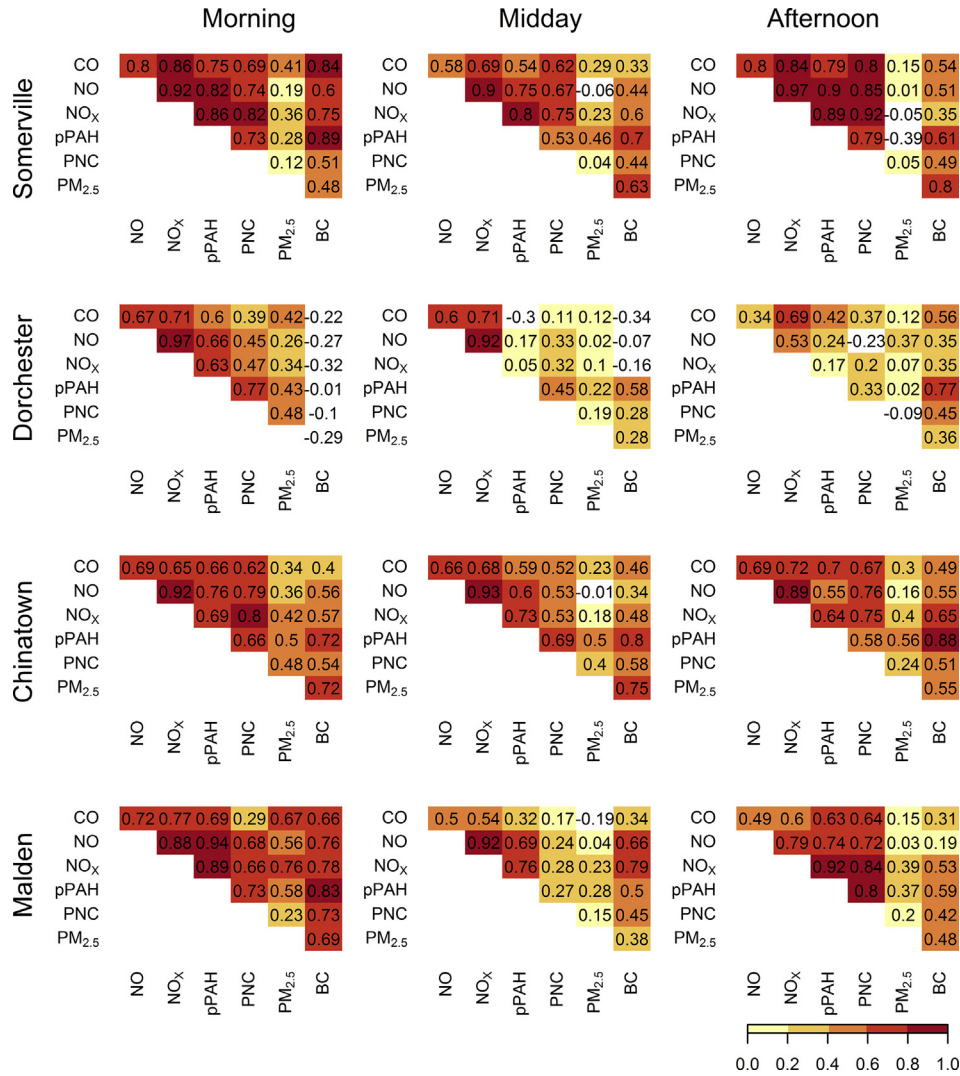 Morning Midday Afternoon
Somerville
CO 0.8 0.86 0.75 0.69 0.41 0.84
NO 0.92 0.82 0.74 0.19 0.6
NOX 0.86 0.82 0.36 0.75
pPAH 0.73 0.28 0.89
PNC 0.12 0.51
PM2.5 0.48
NO NOX pPAH PNC PM2.5 BC
CO 0.58 0.69 0.54 0.62 0.29 0.33
NO 0.9 0.75 0.67 -0.06 0.44
NOX 0.8 0.75 0.23 0.6
pPAH 0.53 0.46 0.7
PNC 0.04 0.44
PM2.5 0.63
NO NOX pPAH PNC PM2.5 BC
CO 0.8 0.84 0.79 0.8 0.15 0.54
NO 0.97 0.9 0.85 0.01 0.51
NOX 0.89 0.92 -0.05 0.35
pPAH 0.79 -0.39 0.61
PNC 0.05 0.49
PM2.5 0.8
NO NOX pPAH PNC PM2.5 BC
Dorchester
CO 0.67 0.71 0.6 0.39 0.42 -0.22
NO 0.97 0.66 0.45 0.26 -0.27
NOX 0.63 0.47 0.34 -0.32
pPAH 0.77 0.43 -0.01
PNC 0.48 -0.1
PM2.5 -0.29
NO NOX pPAH PNC PM2.5 BC
CO 0.6 0.71 -0.3 0.11 0.12 -0.34
NO 0.92 0.17 0.33 0.02 -0.07
NOX 0.05 0.32 0.1 -0.16
pPAH 0.45 0.22 0.58
PNC 0.19 0.28
PM2.5 0.28
NO NOX pPAH PNC PM2.5 BC
CO 0.34 0.69 0.42 0.37 0.12 0.56
NO 0.53 0.24 -0.23 0.37 0.35
NOX 0.17 0.2 0.07 0.35
pPAH 0.33 0.02 0.77
PNC -0.09 0.45
PM2.5 0.36
NO NOX pPAH PNC PM2.5 BC
Chinatown
CO 0.69 0.65 0.66 0.62 0.34 0.4
NO 0.92 0.76 0.79 0.36 0.56
NOX 0.69 0.8 0.42 0.57
pPAH 0.66 0.5 0.72
PNC 0.48 0.54
PM2.5 0.72
NO NOX pPAH PNC PM2.5 BC
CO 0.66 0.68 0.59 0.52 0.23 0.46
NO 0.93 0.6 0.53 -0.01 0.34
NOX 0.73 0.53 0.18 0.48
pPAH 0.69 0.5 0.8
PNC 0.4 0.58
PM2.5 0.75
NO NOX pPAH PNC PM2.5 BC
CO 0.69 0.72 0.7 0.67 0.3 0.49
NO 0.89 0.55 0.76 0.16 0.55
NOX 0.64 0.75 0.4 0.65
pPAH 0.58 0.56 0.88
PNC 0.24 0.51
PM2.5 0.55
NO NOX pPAH PNC PM2.5 BC
Malden
CO 0.72 0.77 0.69 0.29 0.67 0.66
NO 0.88 0.94 0.68 0.56 0.76
NOX 0.89 0.66 0.76 0.78
pPAH 0.73 0.58 0.83
PNC 0.23 0.73
PM2.5 0.69
NO NOX pPAH PNC PM2.5 BC
CO 0.5 0.54 0.32 0.17 -0.19 0.34
NO 0.92 0.69 0.24 0.04 0.66
NOX 0.76 0.28 0.23 0.79
pPAH 0.27 0.28 0.5
PNC 0.15 0.45
PM2.5 0.38
NO NOX pPAH PNC PM2.5 BC
CO 0.49 0.6 0.63 0.64 0.15 0.31
NO 0.79 0.74 0.72 0.03 0.19
NOX 0.92 0.84 0.39 0.53
pPAH 0.8 0.37 0.59
PNC 0.2 0.42
PM2.5 0.48
NO NOX pPAH PNC PM2.5 BC
0.0 0.2 0.4 0.6 0.8 1.0